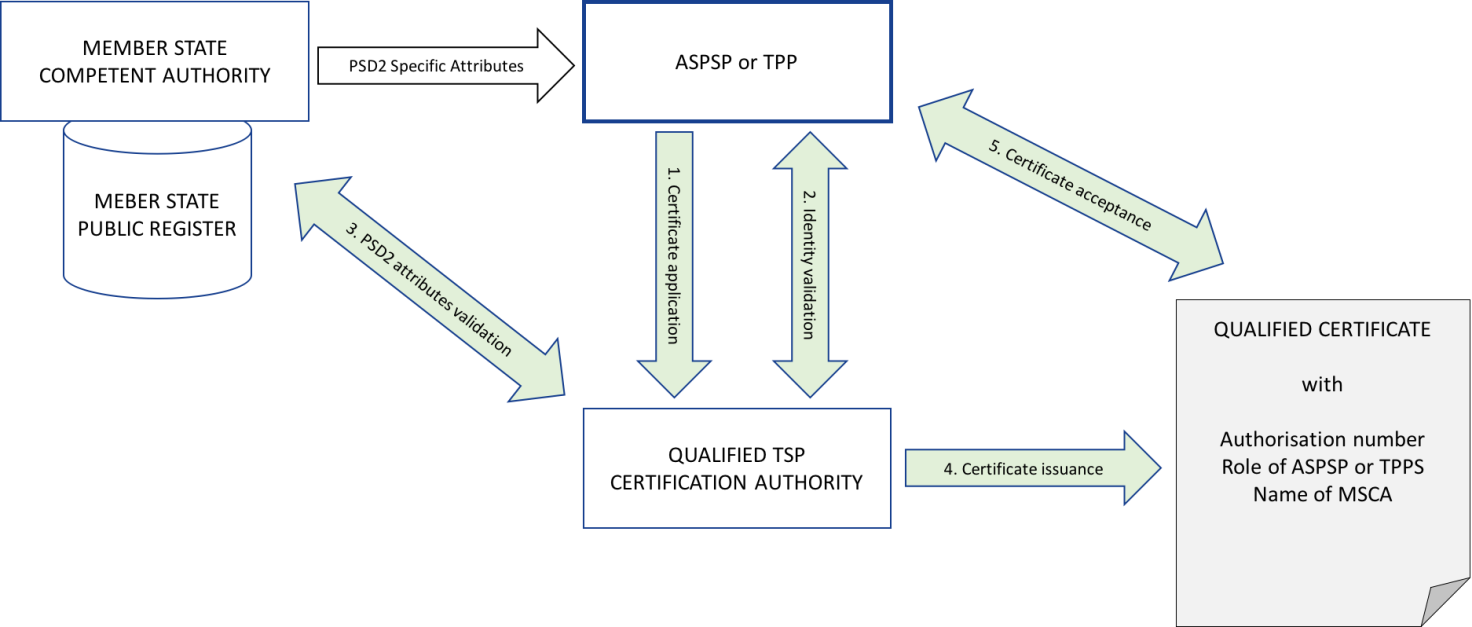 MEMBER STATE
COMPETENT AUTHORITY
PSD2 Specific Attributes
ASPSP or TPP
MEBER STATE
PUBLIC REGISTER
1. Certificate application
2. Identity validation
3. PSD2 attributes validation
5. Certificate acceptance
QUALIFIED TSP
CERTIFICATION AUTHORITY
4. Certificate issuance
QUALIFIED CERTIFICATE
with
Authorisation number
Role of ASPSP or TPPS
Name of MSCA